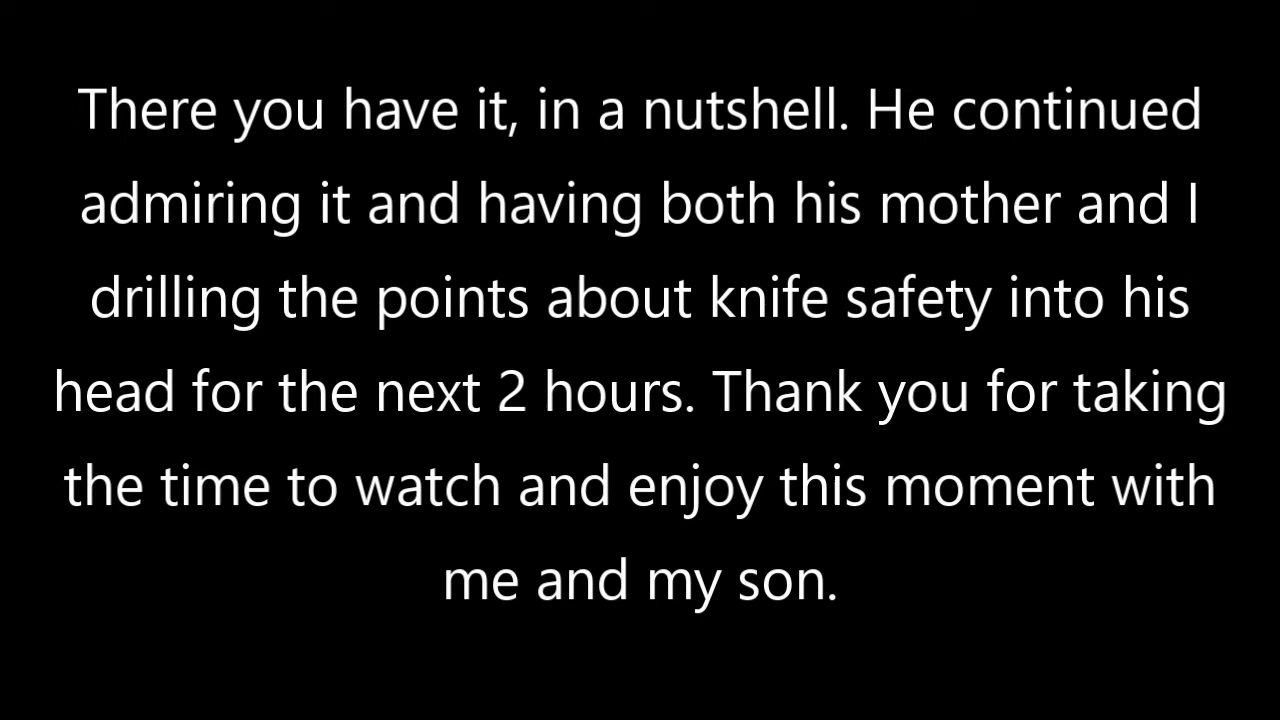 There you have it, in a nutshell. He continued
admiring it and having both his mother and I
drilling the points about knife safety into his
head for the next 2 hours. Thank you for taking
the time to watch and enjoy this moment with
me and my son.